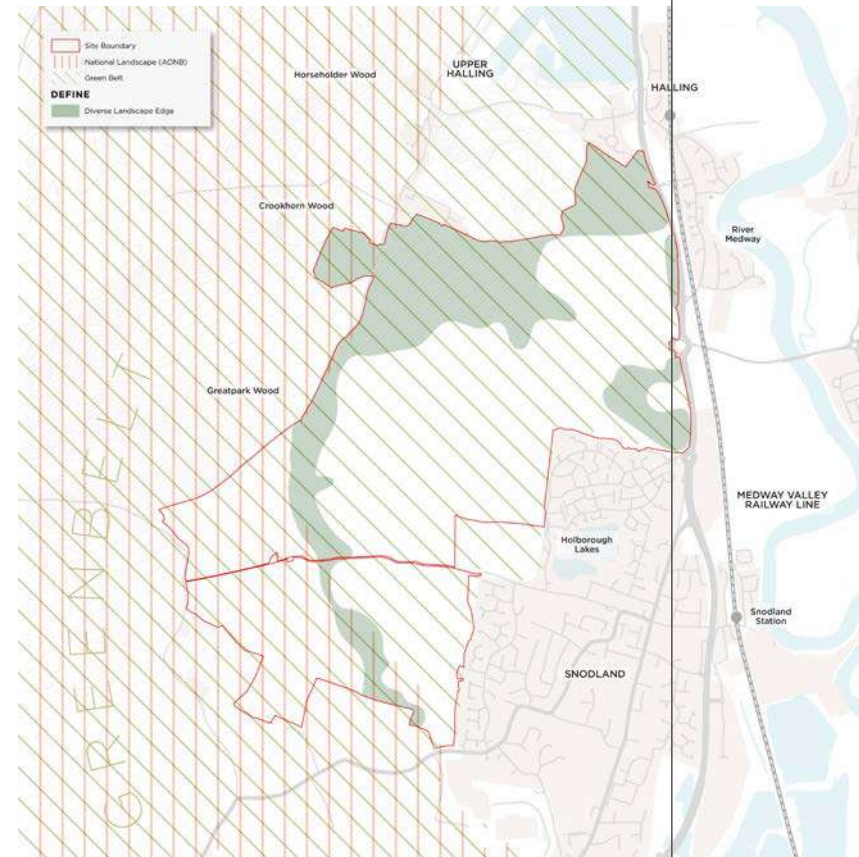 Site Boundary
National Landscape (AONB)
Green Belt
DEFINE
Diverse Landscape Edge
UPPER
HALLING
Horseholder Wood
HALLING
Crookhorn Wood
River
Medway
Greatpark Wood
GREEN BELT
MEDWAY VALLEY
RAILWAY LINE
Holborough
Lakes
Snodland
Station
SNODLAND